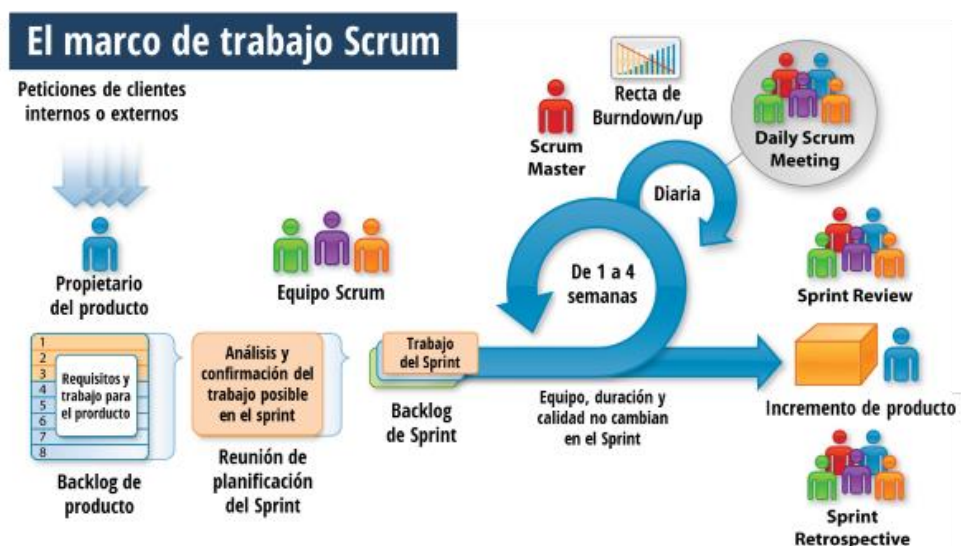 El marco de trabajo Scrum
Peticiones de clientes
internos o externos
Propietario
del producto
Equipo Scrum
Scrum
Master
Recta de
Burndown/up
Daily Scrum
Meeting
Diaria
De 1 a 4
semanas
Sprint Review
1
2
3
4
5
6
7
8
Requisitos y
trabajo para
el prorducto
Backlog de
producto
Análisis y
confirmación del
trabajo posible
en el sprint
Reunión de
planificación
del Sprint
Trabajo
del Sprint
Backlog
de Sprint
Equipo, duración y
calidad no cambian
en el Sprint
Incremento de producto
Sprint
Retrospective